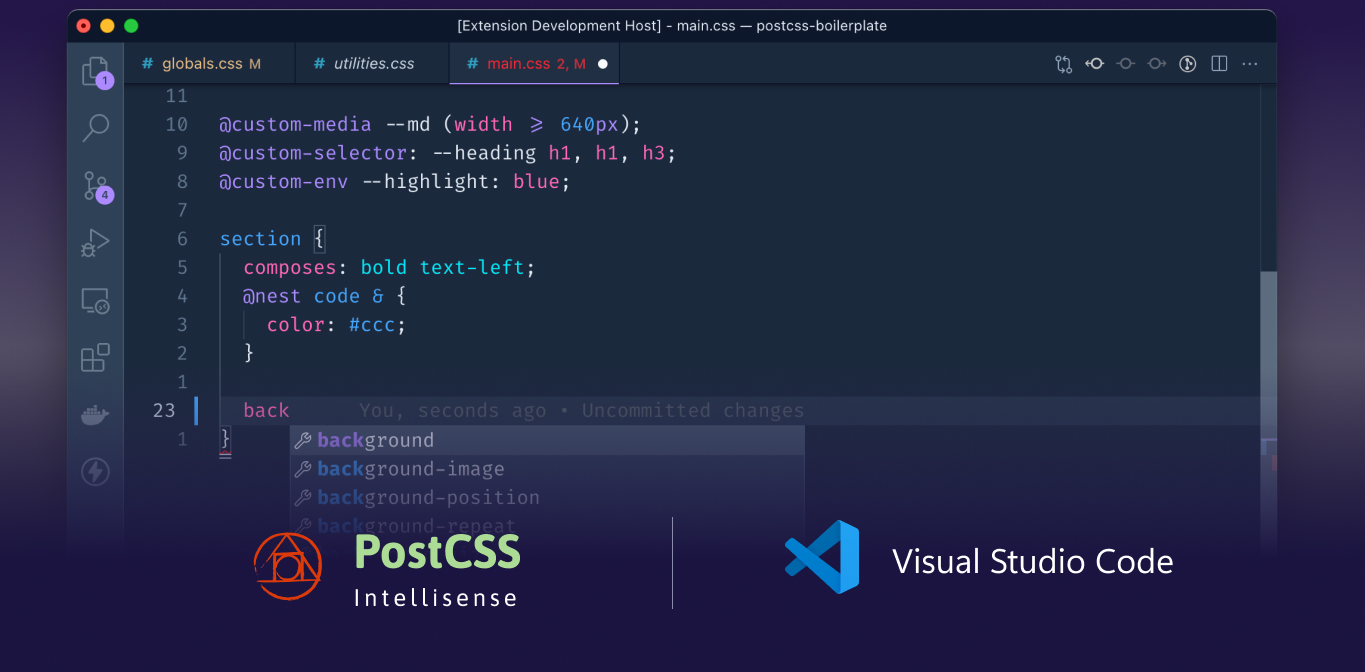 [Extension Development Host] - main.css — postcss-boilerplate
# globals.css M
# utilities.css
# main.css 2, M
1
4
11
10 @custom-media --md (width ⩾ 640px);
9 @custom-selector: --heading h1, h1, h3;
8 @custom-env --highlight: blue;
7
6 section {
5 composes: bold text-left;
4 @nest code & {
3 color: #ccc;
2 }
1
23 back You, seconds ago • Uncommitted changes
1 }
background
background-image
background-position
background-repeat
PostCSS
Intellisense
Visual Studio Code